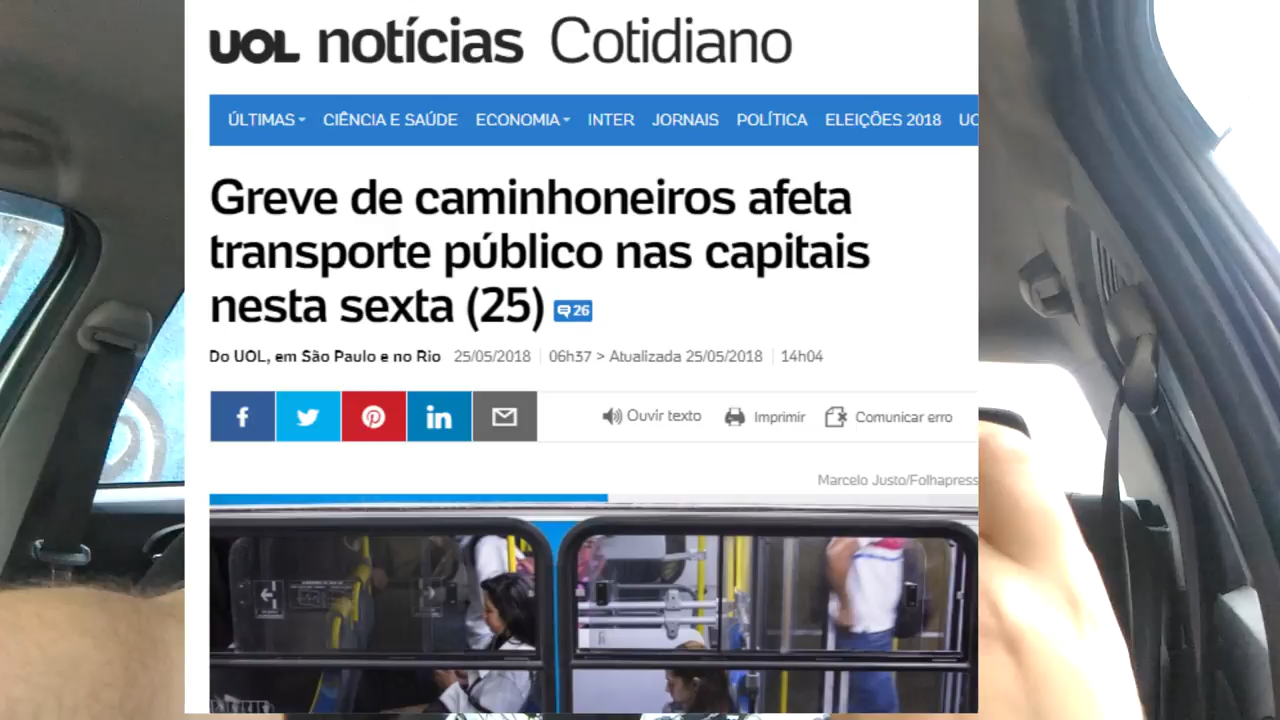 UOL notícias Cotidiano
ÚLTIMAS CIÊNCIA E SAÚDE ECONOMIA INTER JORNAIS POLÍTICA ELEIÇÕES 2018 UO
Greve de caminhoneiros afeta
transporte público nas capitais
nesta sexta (25) 26
Do UOL, em São Paulo e no Rio 25/05/2018 06h37 > Atualizada 25/05/2018 14h04
Ouvir texto Imprimir Comunicar erro
Marcelo Justo/Folhapress